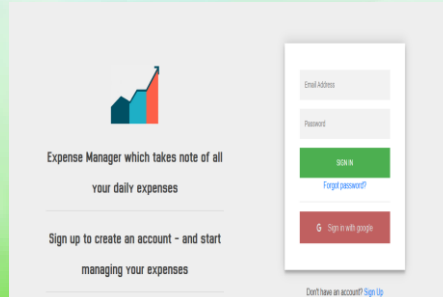 Expense Manager which takes note of all
your daily expenses
Sign up to create an account - and start
managing your expenses
Email Address
Password
SIGN IN
Forgot password?
G Sign in with google
Don't have an account? Sign Up